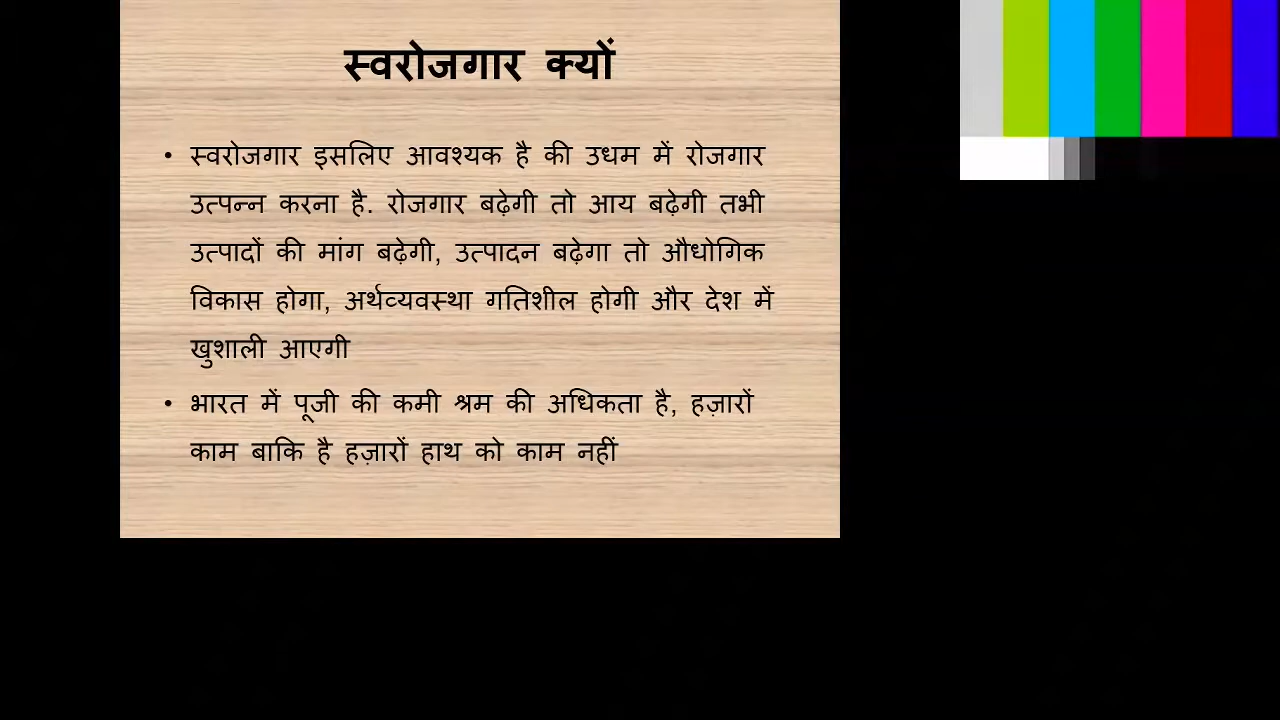 स्वरोजगार क्यों
• स्वरोजगार इसलिए आवश्यक है की उधम में रोजगार
उत्पन्न करना है. रोजगार बढ़ेगी तो आय बढ़ेगी तभी
उत्पादों की मांग बढ़ेगी, उत्पादन बढ़ेगा तो औधोगिक
विकास होगा, अर्थव्यवस्था गतिशील होगी और देश में
खुशाली आएगी
• भारत में पूजी की कमी श्रम की अधिकता है, हज़ारों
काम बाकि है हज़ारों हाथ को काम नहीं